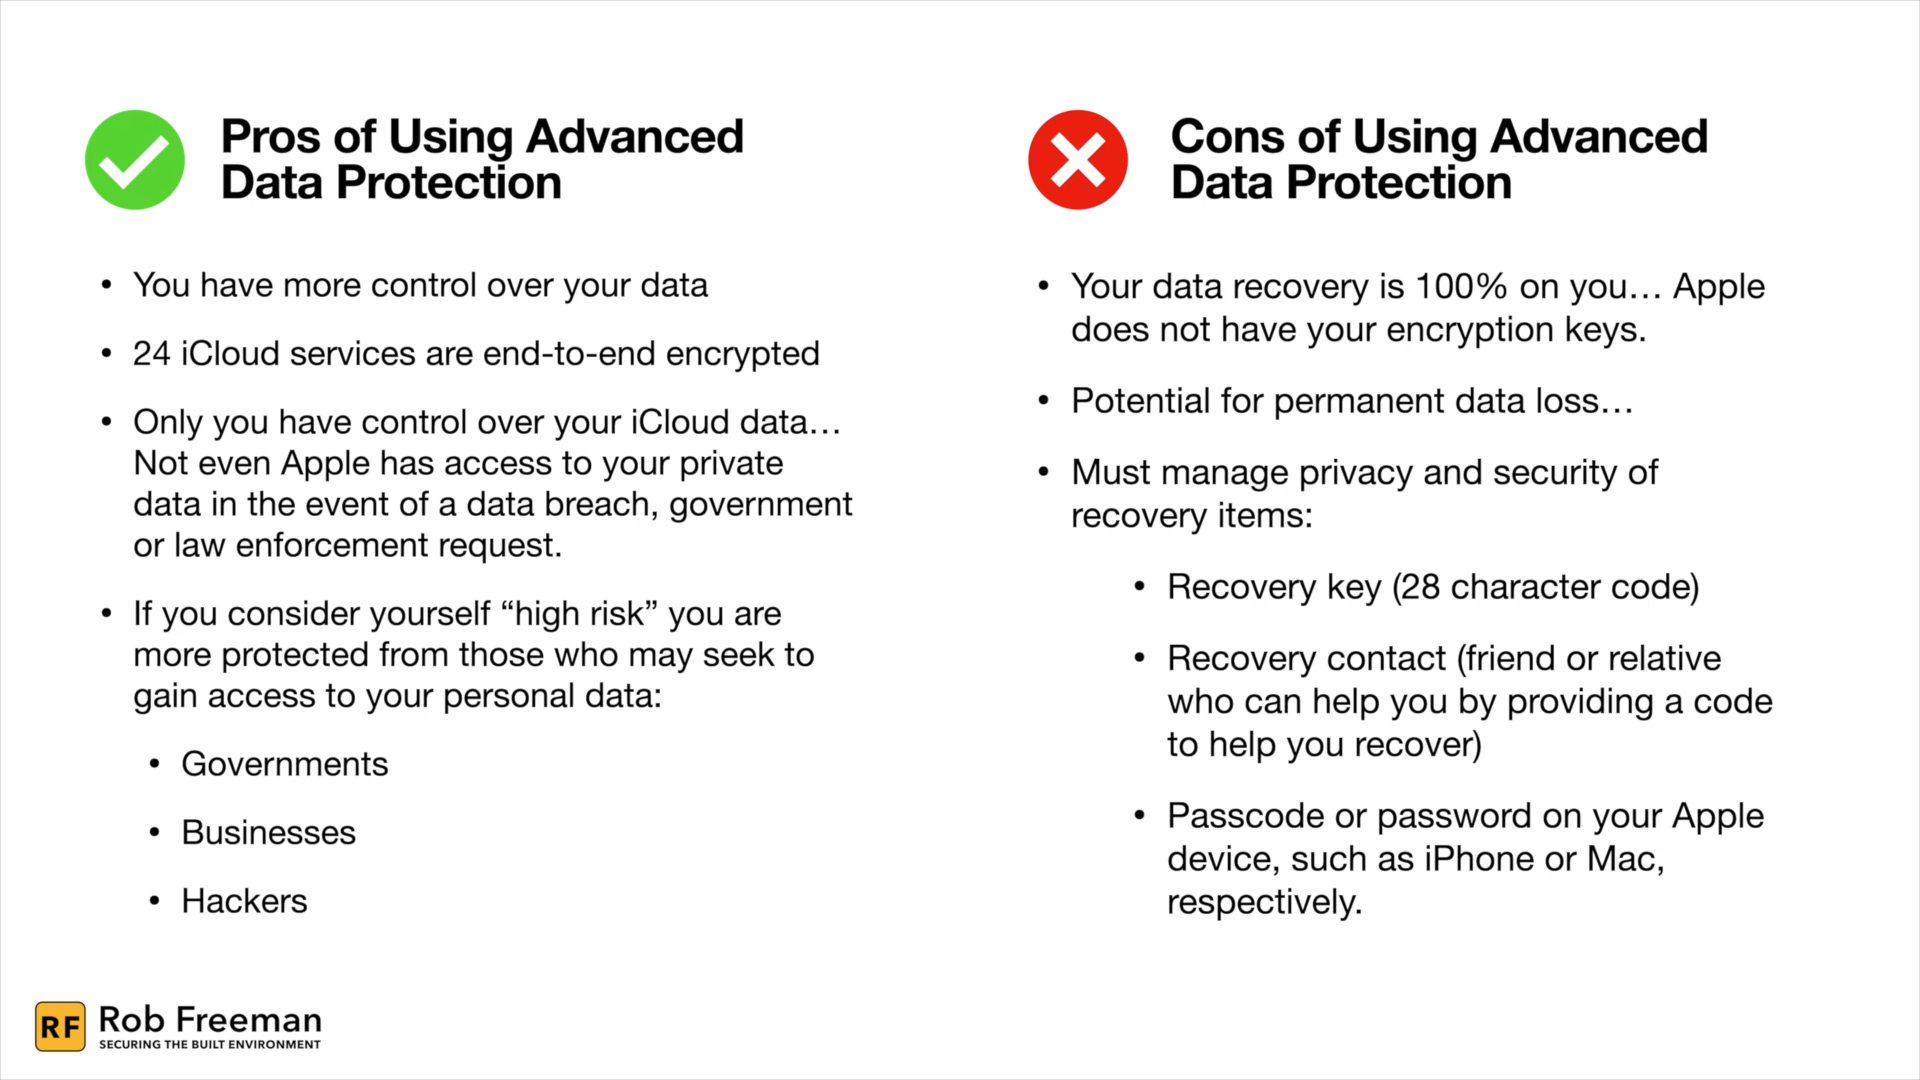 Pros of Using Advanced
Data Protection
• You have more control over your data
• 24 iCloud services are end-to-end encrypted
• Only you have control over your iCloud data…
Not even Apple has access to your private
data in the event of a data breach, government
or law enforcement request.
• If you consider yourself “high risk” you are
more protected from those who may seek to
gain access to your personal data:
• Governments
• Businesses
• Hackers
Cons of Using Advanced
Data Protection
• Your data recovery is 100% on you… Apple
does not have your encryption keys.
• Potential for permanent data loss…
• Must manage privacy and security of
recovery items:
• Recovery key (28 character code)
• Recovery contact (friend or relative
who can help you by providing a code
to help you recover)
• Passcode or password on your Apple
device, such as iPhone or Mac,
respectively.
RF
Rob Freeman
SECURING THE BUILT ENVIRONMENT